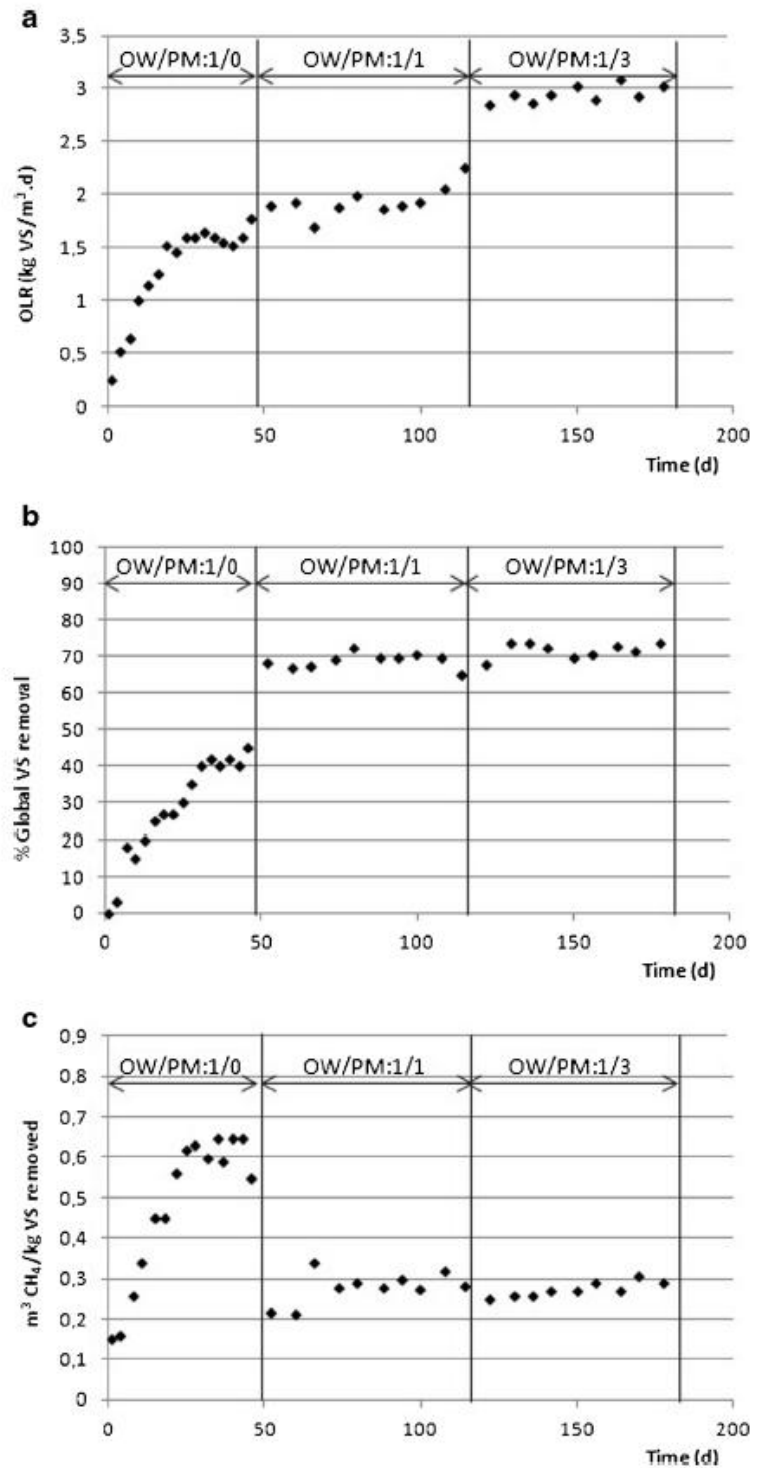 a
3,5
OW/PM:1/0 OW/PM:1/1 OW/PM:1/3
3
2,5
2
1,5
1
0,5
0
OLR (kg VS/m³.d)
0 50 100 150 200
Time (d)
b
100
90
OW/PM:1/0 OW/PM:1/1 OW/PM:1/3
80
70
60
50
40
30
20
10
0
% Global VS removal
0 50 100 150 200
Time (d)
c
0,9
OW/PM:1/0 OW/PM:1/1 OW/PM:1/3
0,8
0,7
0,6
0,5
0,4
0,3
0,2
0,1
0
m³ CH₄/kg VS removed
0 50 100 150 200
Time (d)